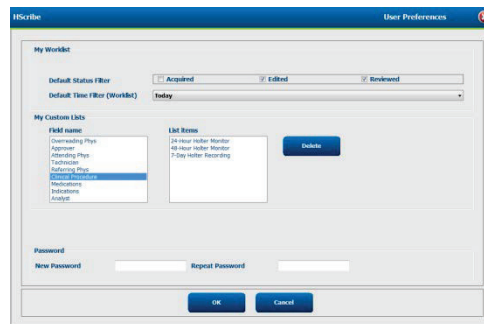 HScribe User Preferences
My Worklist
Default Status Filter Acquired Edited Reviewed
Default Time Filter (Worklist) Today
My Custom Lists
Field name List items
Overreading Phys 24-Hour Holter Monitor
Approver 48-Hour Holter Monitor
Attending Phys 7-Day Holter Recording
Technician
Referring Phys
Clinical Procedure
Medications
Indications
Analyst
Delete
Password
New Password Repeat Password
OK Cancel